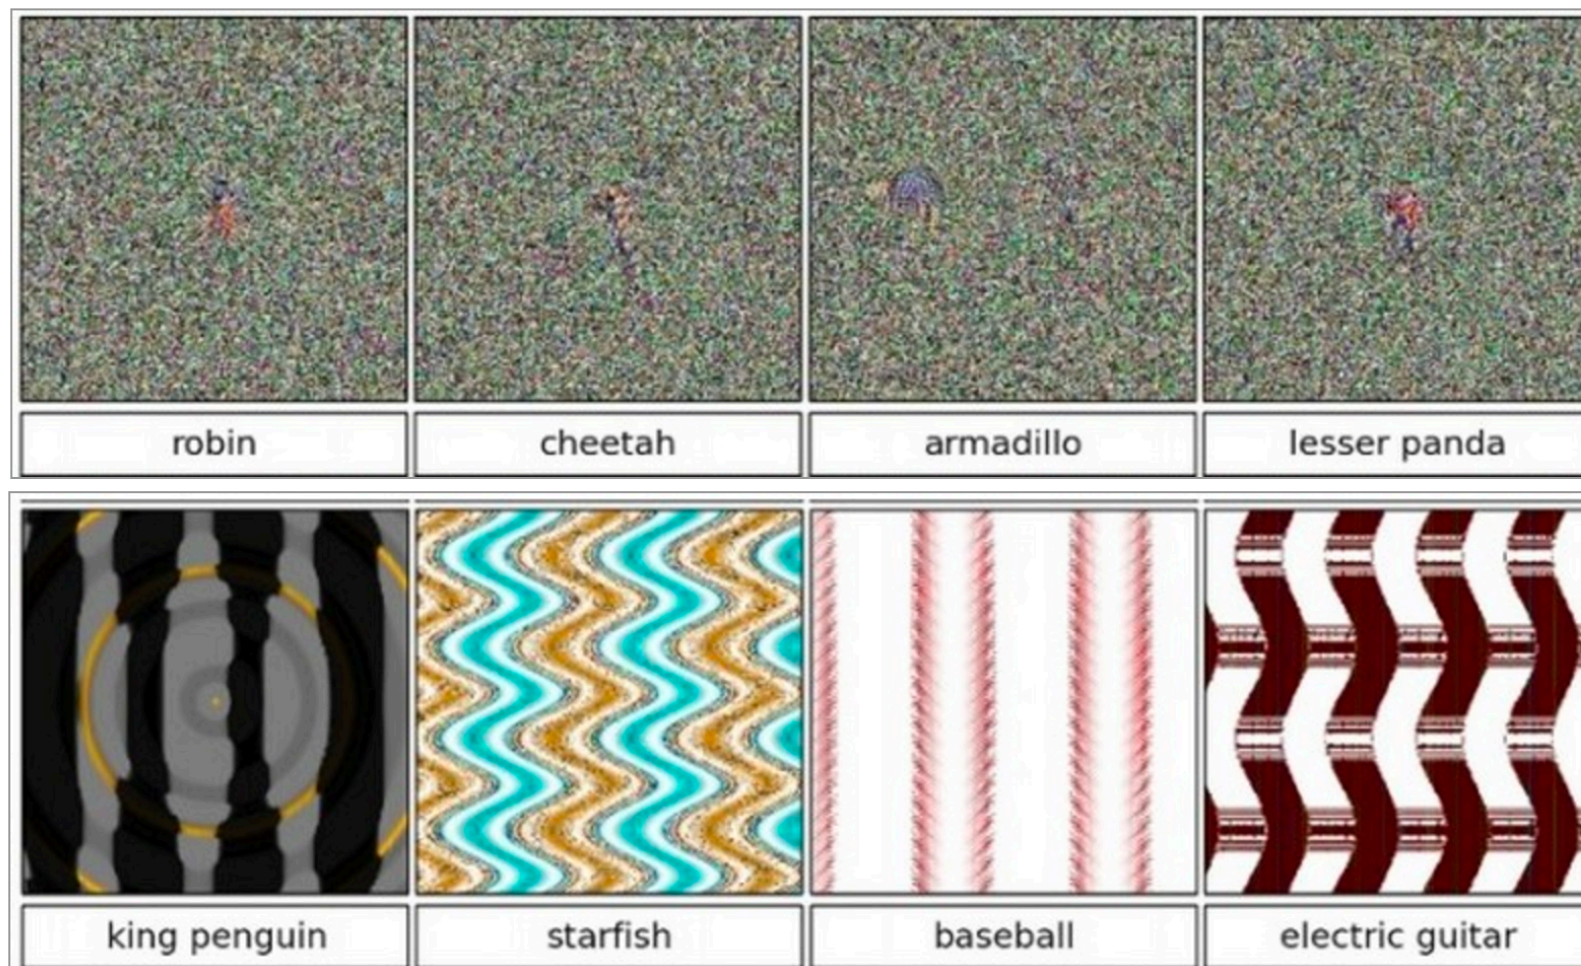 robin
cheetah
armadillo
lesser panda
king penguin
starfish
baseball
electric guitar